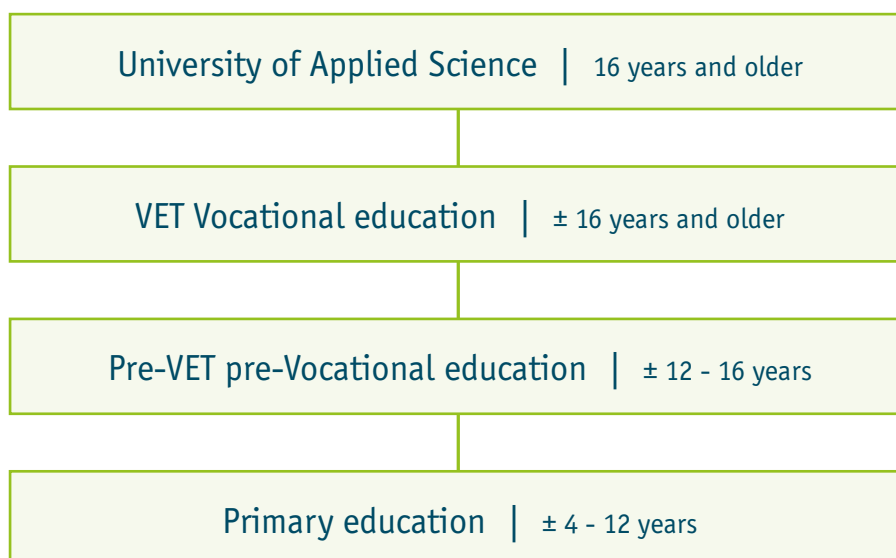 University of Applied Science | 16 years and older
VET Vocational education | ± 16 years and older
Pre-VET pre-Vocational education | ± 12 - 16 years
Primary education | ± 4 - 12 years